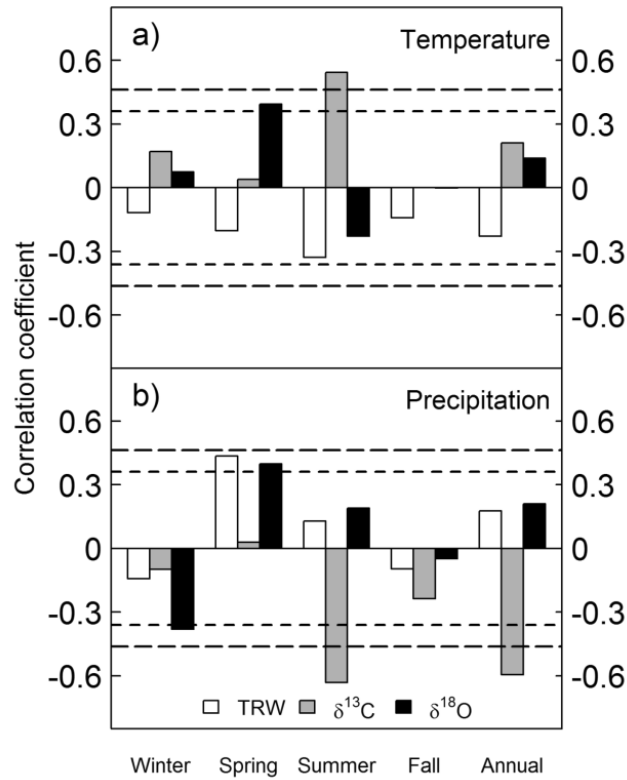 a)
Temperature
0.6
0.6
0.3
0.3
0
0
-0.3
-0.3
-0.6
-0.6
Correlation coefficient
b)
Precipitation
0.6
0.6
0.3
0.3
0
0
-0.3
-0.3
-0.6
-0.6
TRW δ¹³C δ¹⁸O
Winter Spring Summer Fall Annual